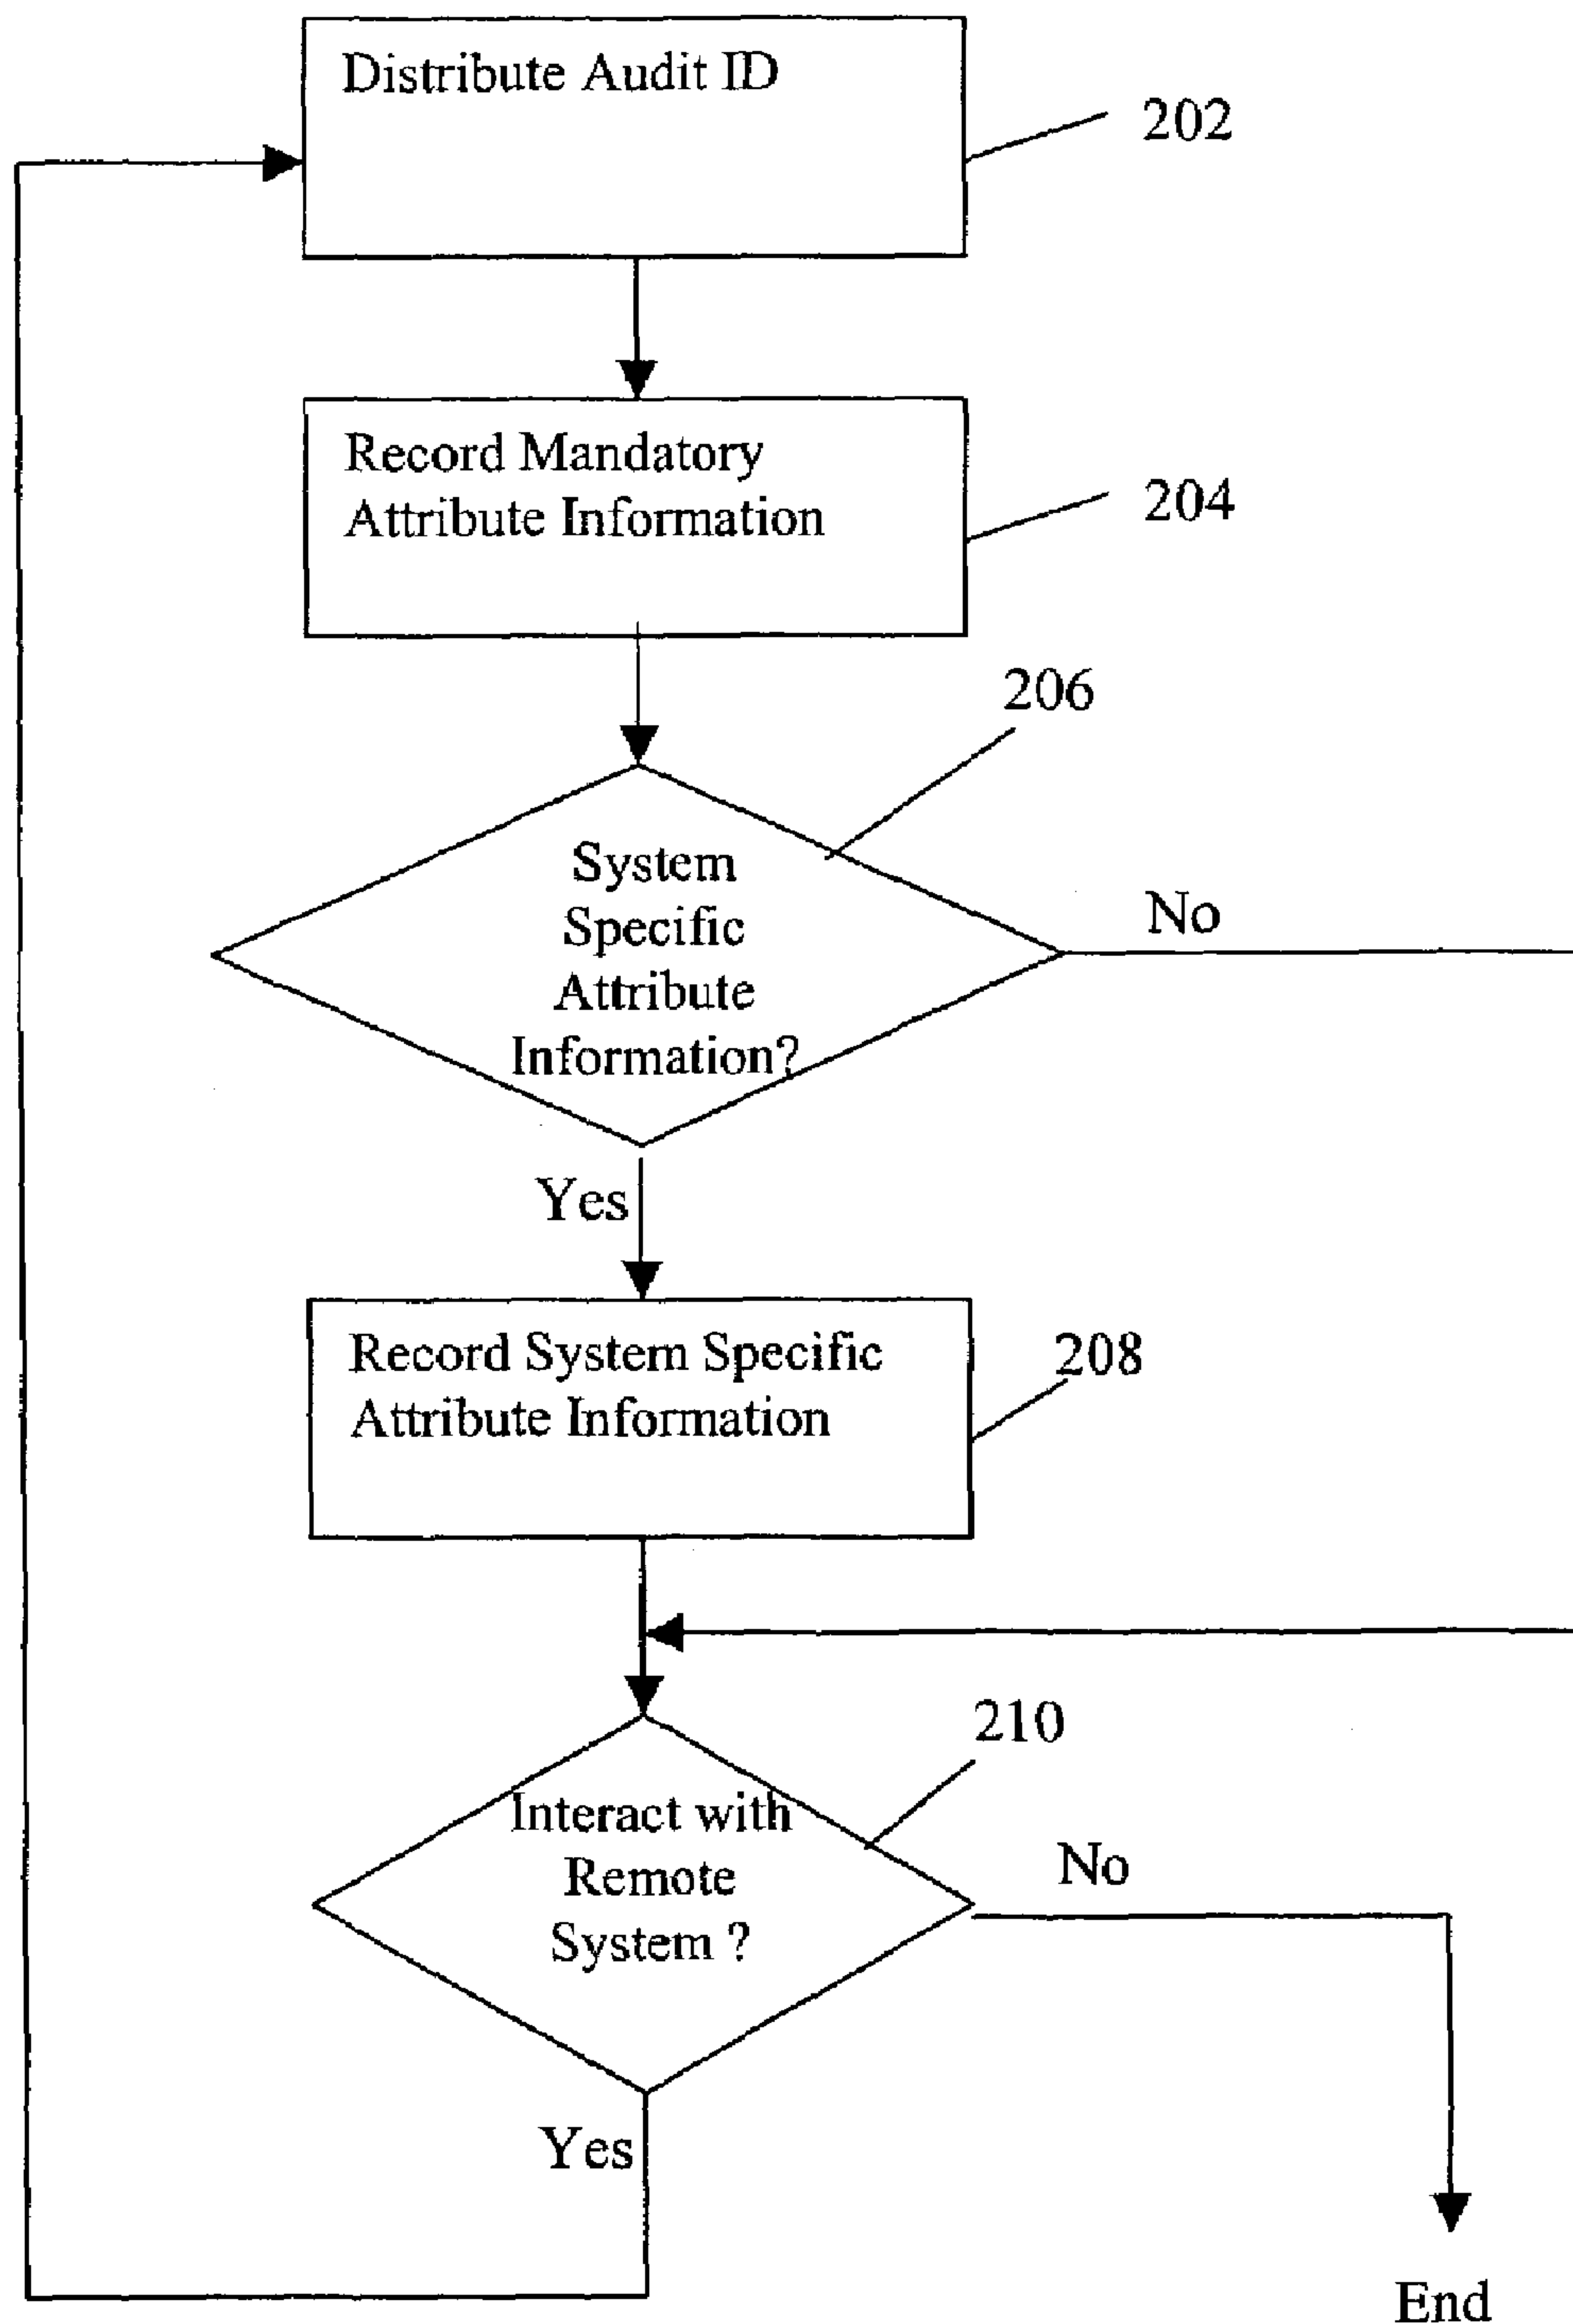 Distribute Audit ID
202
Record Mandatory
Attribute Information
204
206
System
Specific
Attribute
Information?
No
Yes
Record System Specific
Attribute Information
208
210
Interact with
Remote
System ?
No
Yes
End